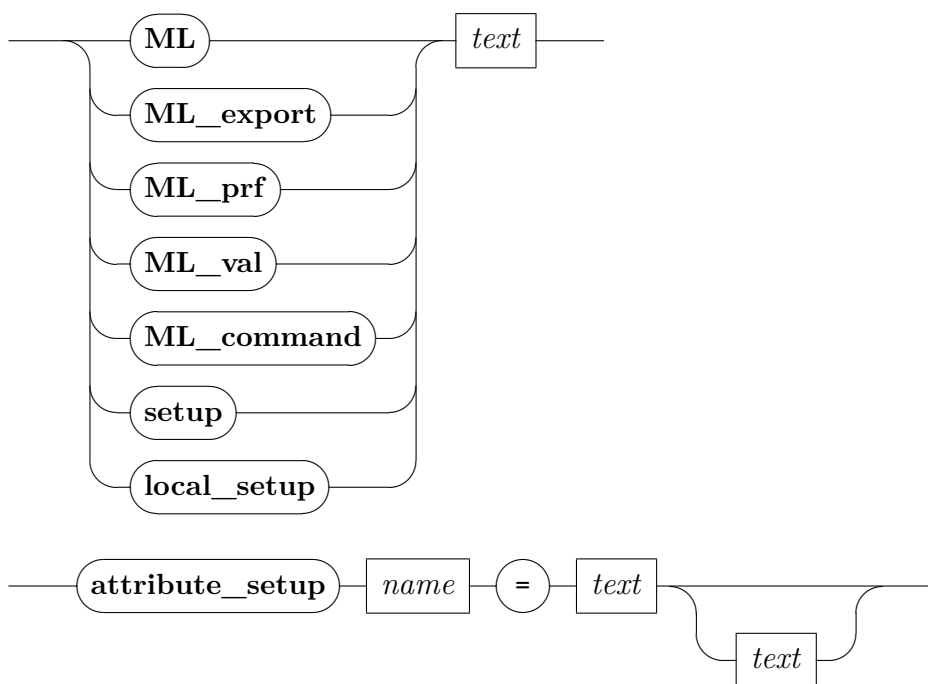 ML text
ML_export
ML_prf
ML_val
ML_command
setup
local_setup
attribute_setup name = text
text